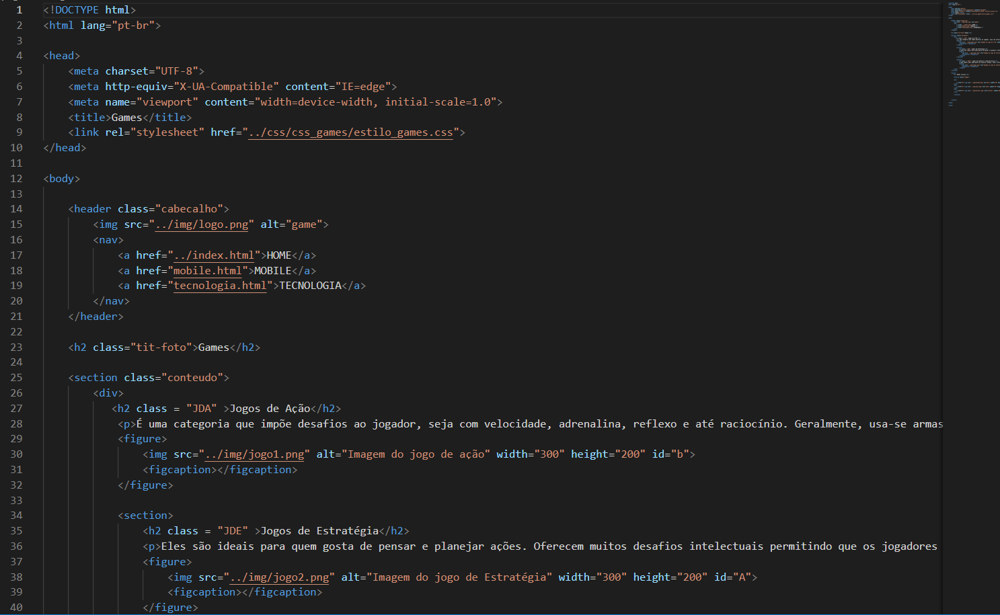 1 <!DOCTYPE html>
2 <html lang="pt-br">
3
4 <head>
5     <meta charset="UTF-8">
6     <meta http-equiv="X-UA-Compatible" content="IE=edge">
7     <meta name="viewport" content="width=device-width, initial-scale=1.0">
8     <title>Games</title>
9     <link rel="stylesheet" href="../css/css_games/estilo_games.css">
10 </head>
11
12 <body>
13
14     <header class="cabecalho">
15         <img src="../img/logo.png" alt="game">
16         <nav>
17             <a href="../index.html">HOME</a>
18             <a href="mobile.html">MOBILE</a>
19             <a href="tecnologia.html">TECNOLOGIA</a>
20         </nav>
21     </header>
22
23     <h2 class="tit-foto">Games</h2>
24
25     <section class="conteudo">
26         <div>
27            <h2 class = "JDA" >Jogos de Ação</h2>
28             <p>É uma categoria que impõe desafios ao jogador, seja com velocidade, adrenalina, reflexo e até raciocínio. Geralmente, usa-se armas
29             <figure>
30                 <img src="../img/jogo1.png" alt="Imagem do jogo de ação" width="300" height="200" id="b">
31                 <figcaption></figcaption>
32             </figure>
33
34             <section>
35                 <h2 class = "JDE" >Jogos de Estratégia</h2>
36                 <p>Eles são ideais para quem gosta de pensar e planejar ações. Oferecem muitos desafios intelectuais permitindo que os jogadores
37                 <figure>
38                     <img src="../img/jogo2.png" alt="Imagem do jogo de Estratégia" width="300" height="200" id="A">
39                     <figcaption></figcaption>
40                 </figure>